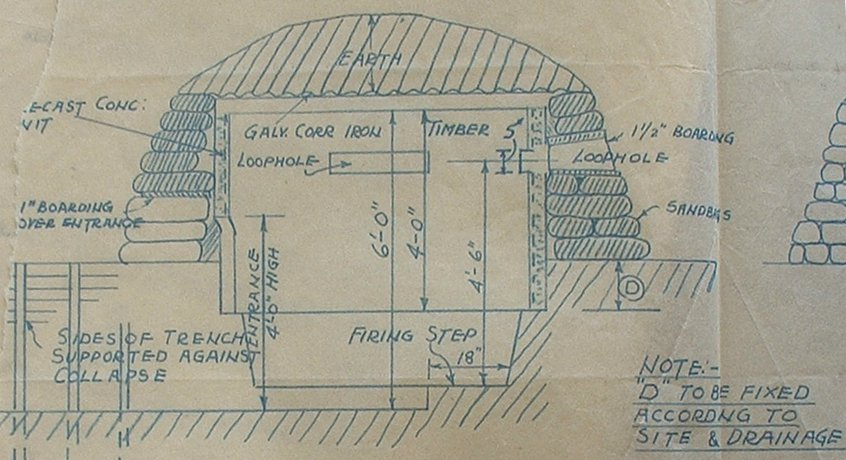 EARTH
ECAST CONC:
NIT
GALV. CORR IRON
TIMBER
5"
1½" BOARDING
LOOPHOLE
LOOPHOLE
1" BOARDING
OVER ENTRANCE
SANDBAGS
6'-0"
4'-0"
4'-6"
ENTRANCE
4'-0" HIGH
D
SIDES OF TRENCH
SUPPORTED AGAINST
COLLAPSE
FIRING STEP
18"
NOTE:-
"D" TO BE FIXED
ACCORDNG TO
SITE & DRAINAGE